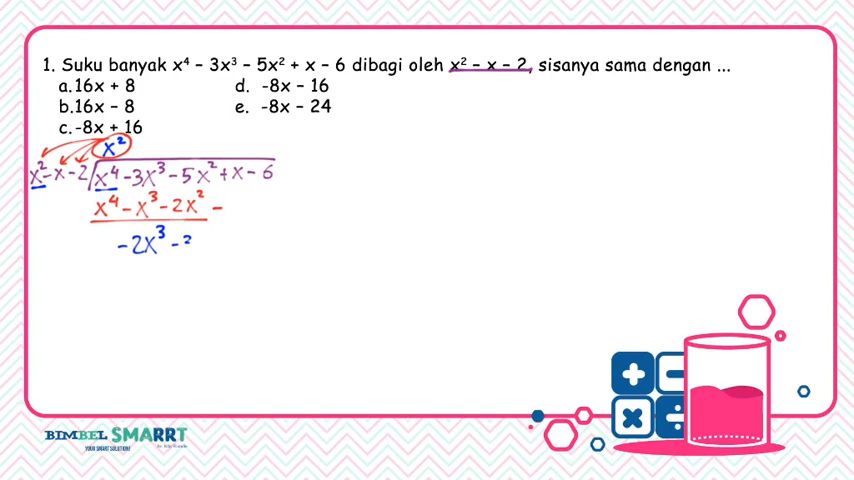 1. Suku banyak x⁴ – 3x³ – 5x² + x – 6 dibagi oleh x² – x – 2, sisanya sama dengan ...
a. 16x + 8 d. -8x – 16
b. 16x – 8 e. -8x – 24
c. -8x + 16
x²
x² - x - 2 x⁴ - 3x³ - 5x² + x - 6
x⁴ - x³ - 2x² -
- 2x³ -
BIMBEL SMARRT
YOUR SMART SOLUTION!